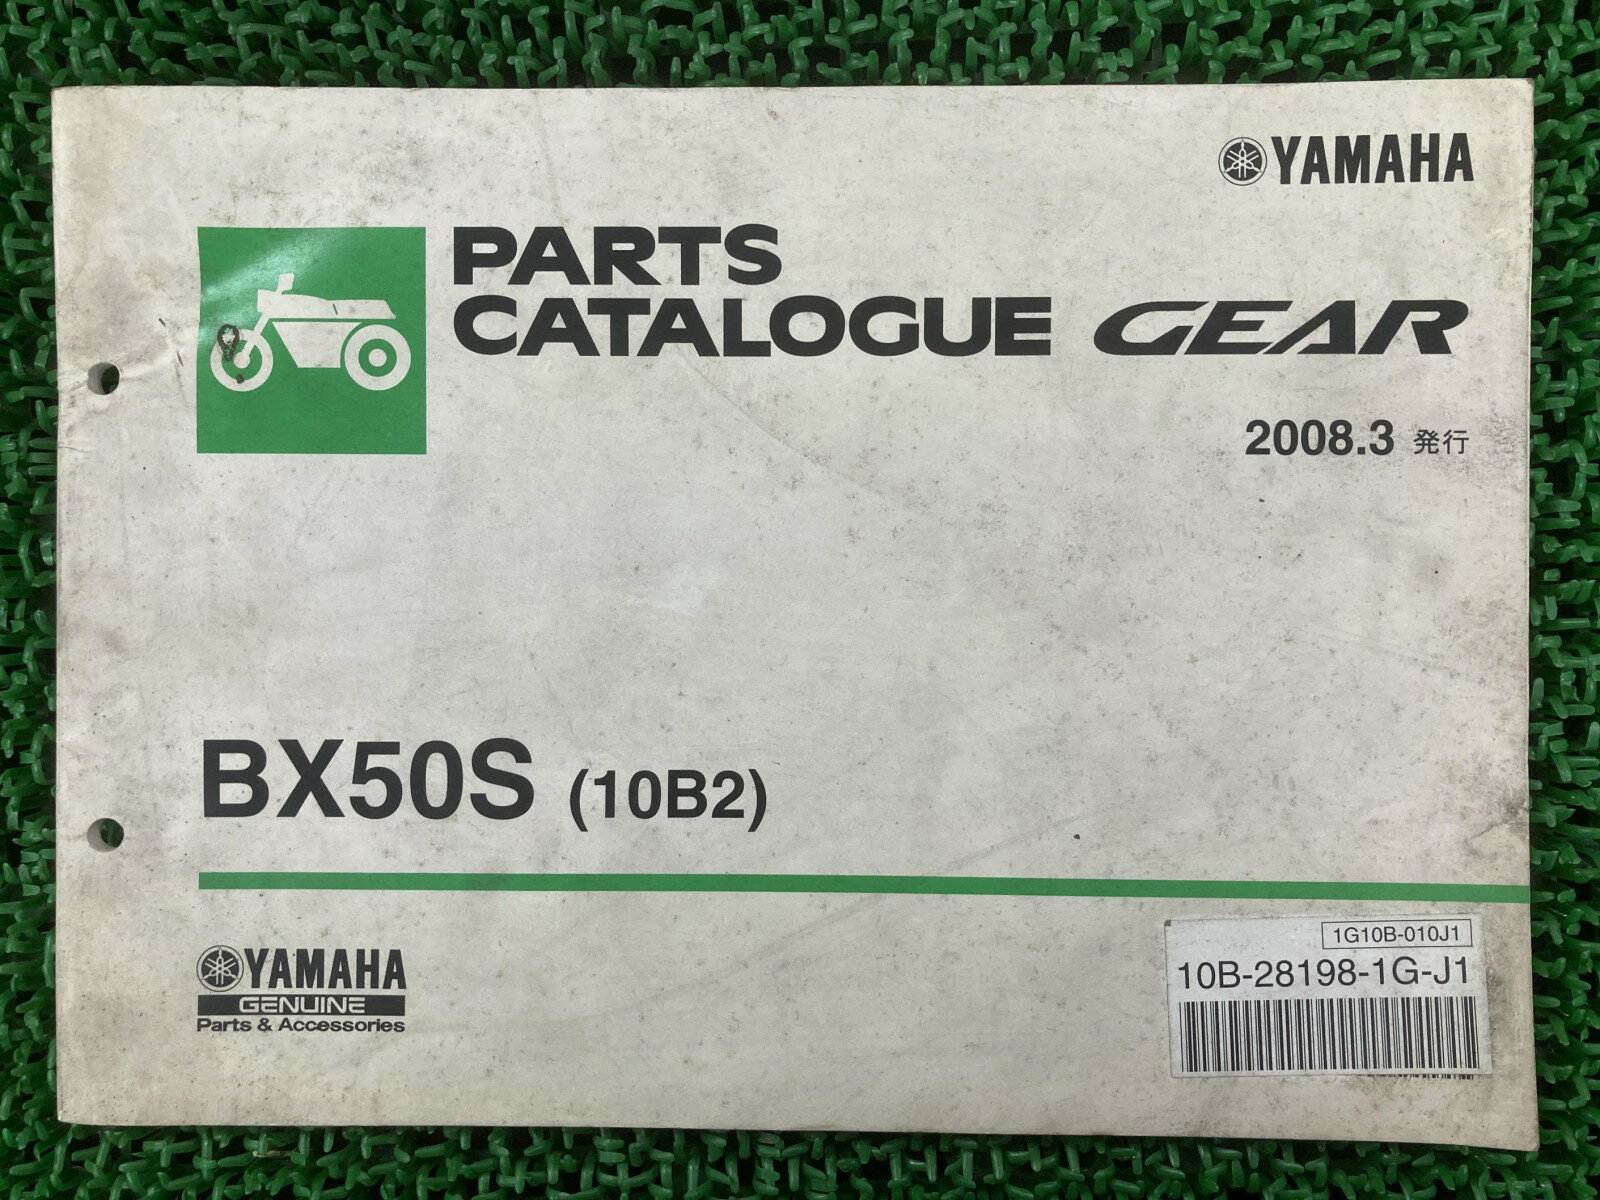 YAMAHA
PARTS
CATALOGUE GEAR
2008.3 発行
BX50S (10B2)
YAMAHA
GENUINE
Parts & Accessories
1G10B-010J1
10B-28198-1G-J1